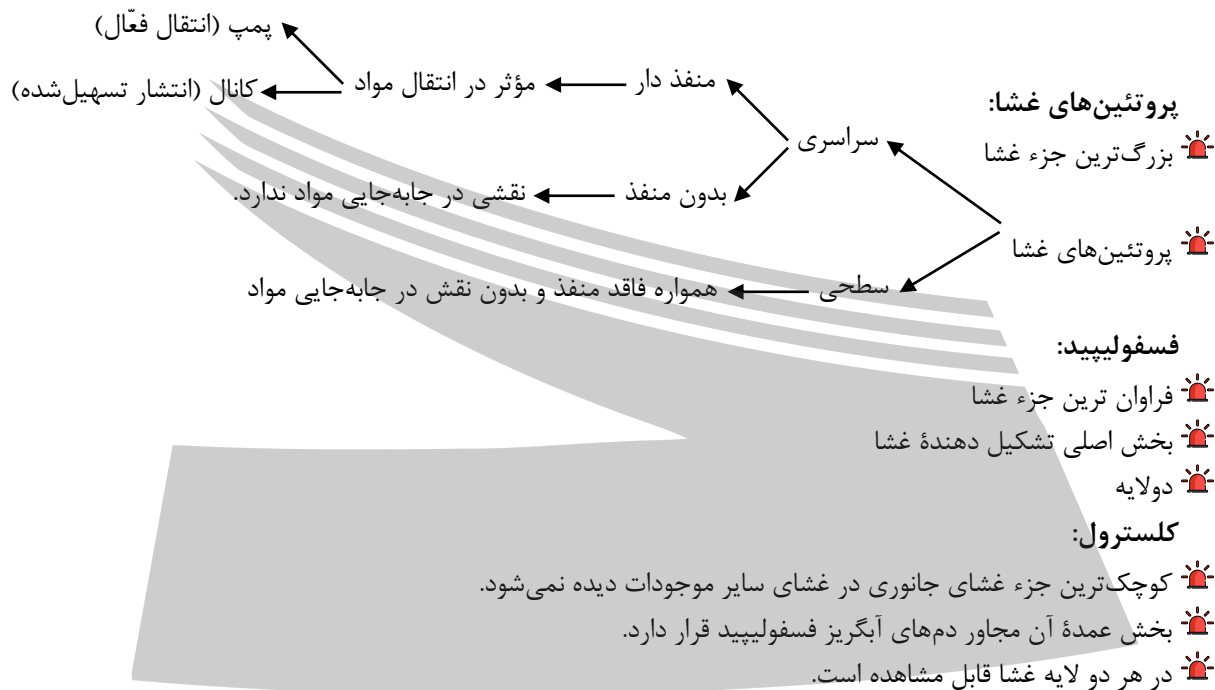 پمپ (انتقال فعّال)
کانال (انتشار تسهیل‌شده)
مؤثر در انتقال مواد
منفذ دار
پروتئین‌های غشا:
سراسری
بزرگ‌ترین جزء غشا
نقشی در جابه‌جایی مواد ندارد.
بدون منفذ
پروتئین‌های غشا
سطحی
همواره فاقد منفذ و بدون نقش در جابه‌جایی مواد
فسفولیپید:
فراوان ترین جزء غشا
بخش اصلی تشکیل دهندۀ غشا
دولایه
کلسترول:
کوچک‌ترین جزء غشای جانوری در غشای سایر موجودات دیده نمی‌شود.
بخش عمدۀ آن مجاور دم‌های آبگریز فسفولیپید قرار دارد.
در هر دو لایه غشا قابل مشاهده است.